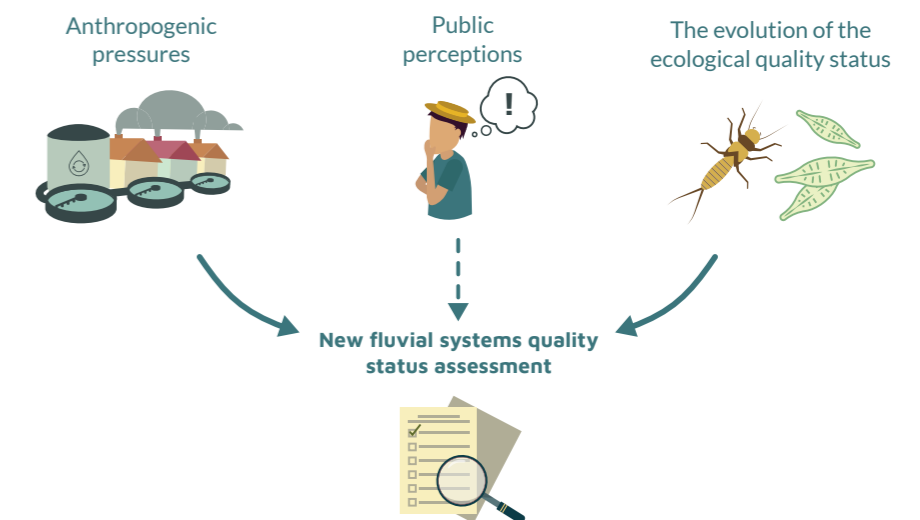 Anthropogenic
pressures
Public
perceptions
The evolution of the
ecological quality status
!
New fluvial systems quality
status assessment